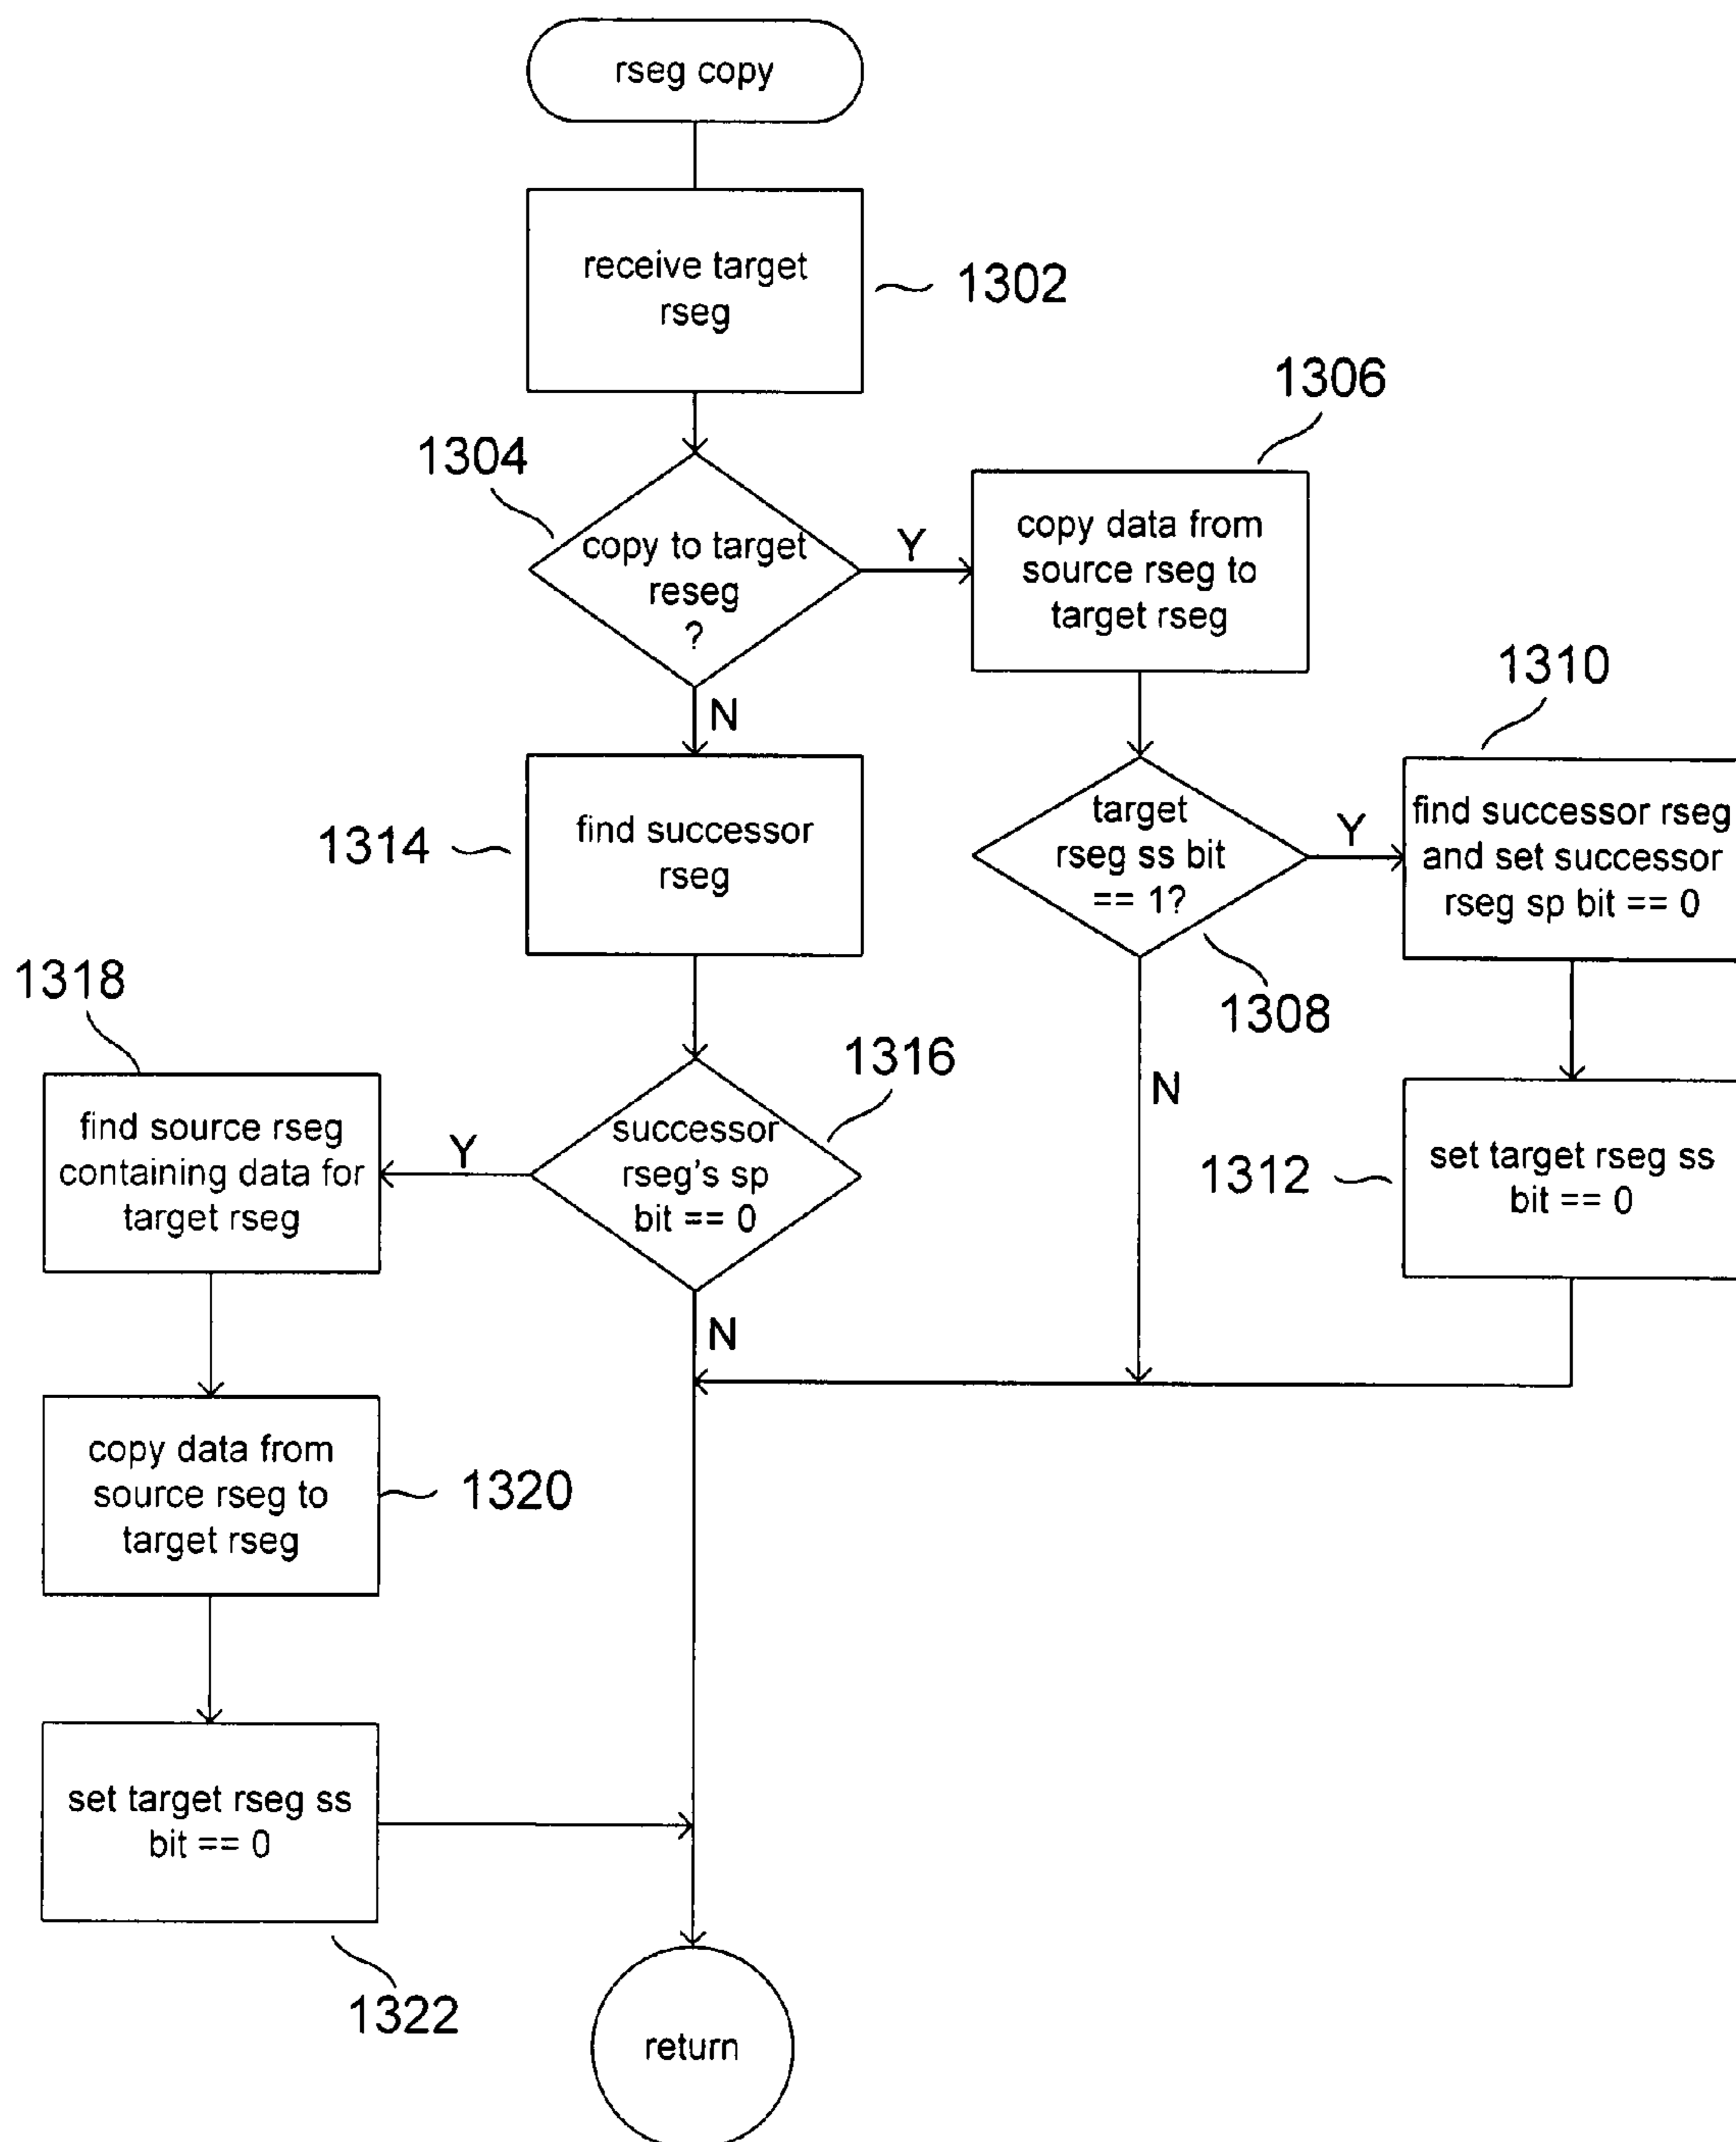 rseg copy
receive target
rseg
1302
1304
copy to target
reseg
?
Y
1306
copy data from
source rseg to
target rseg
N
1314
find successor
rseg
target
rseg ss bit
== 1?
1308
Y
1310
find successor rseg
and set successor
rseg sp bit == 0
N
1312
set target rseg ss
bit == 0
1316
successor
rseg's sp
bit == 0
Y
N
1318
find source rseg
containing data for
target rseg
copy data from
source rseg to
target rseg
1320
set target rseg ss
bit == 0
1322
return